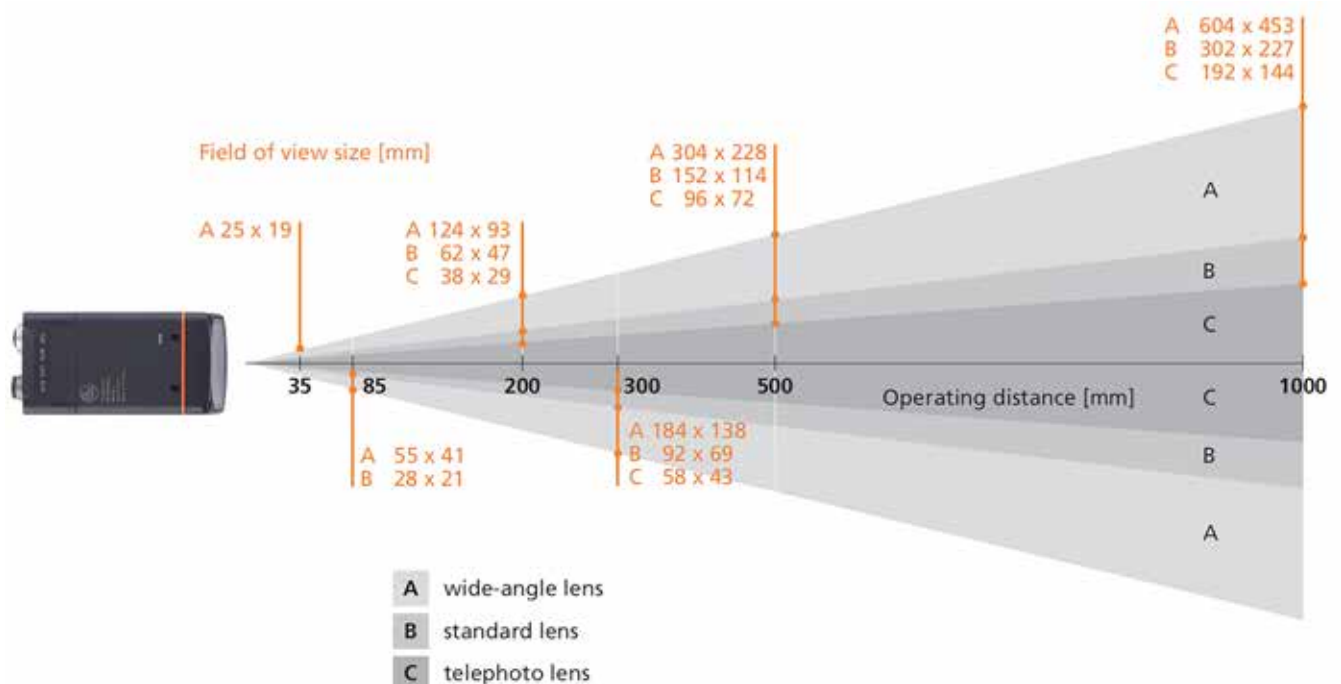 A 604 x 453
B 302 x 227
C 192 x 144
Field of view size [mm]
A 304 x 228
B 152 x 114
C 96 x 72
A 25 x 19
A 124 x 93
B 62 x 47
C 38 x 29
A
B
C
35
85
200
300
500
Operating distance [mm]
1000
C
B
A
A 55 x 41
B 28 x 21
A 184 x 138
B 92 x 69
C 58 x 43
A wide-angle lens
B standard lens
C telephoto lens